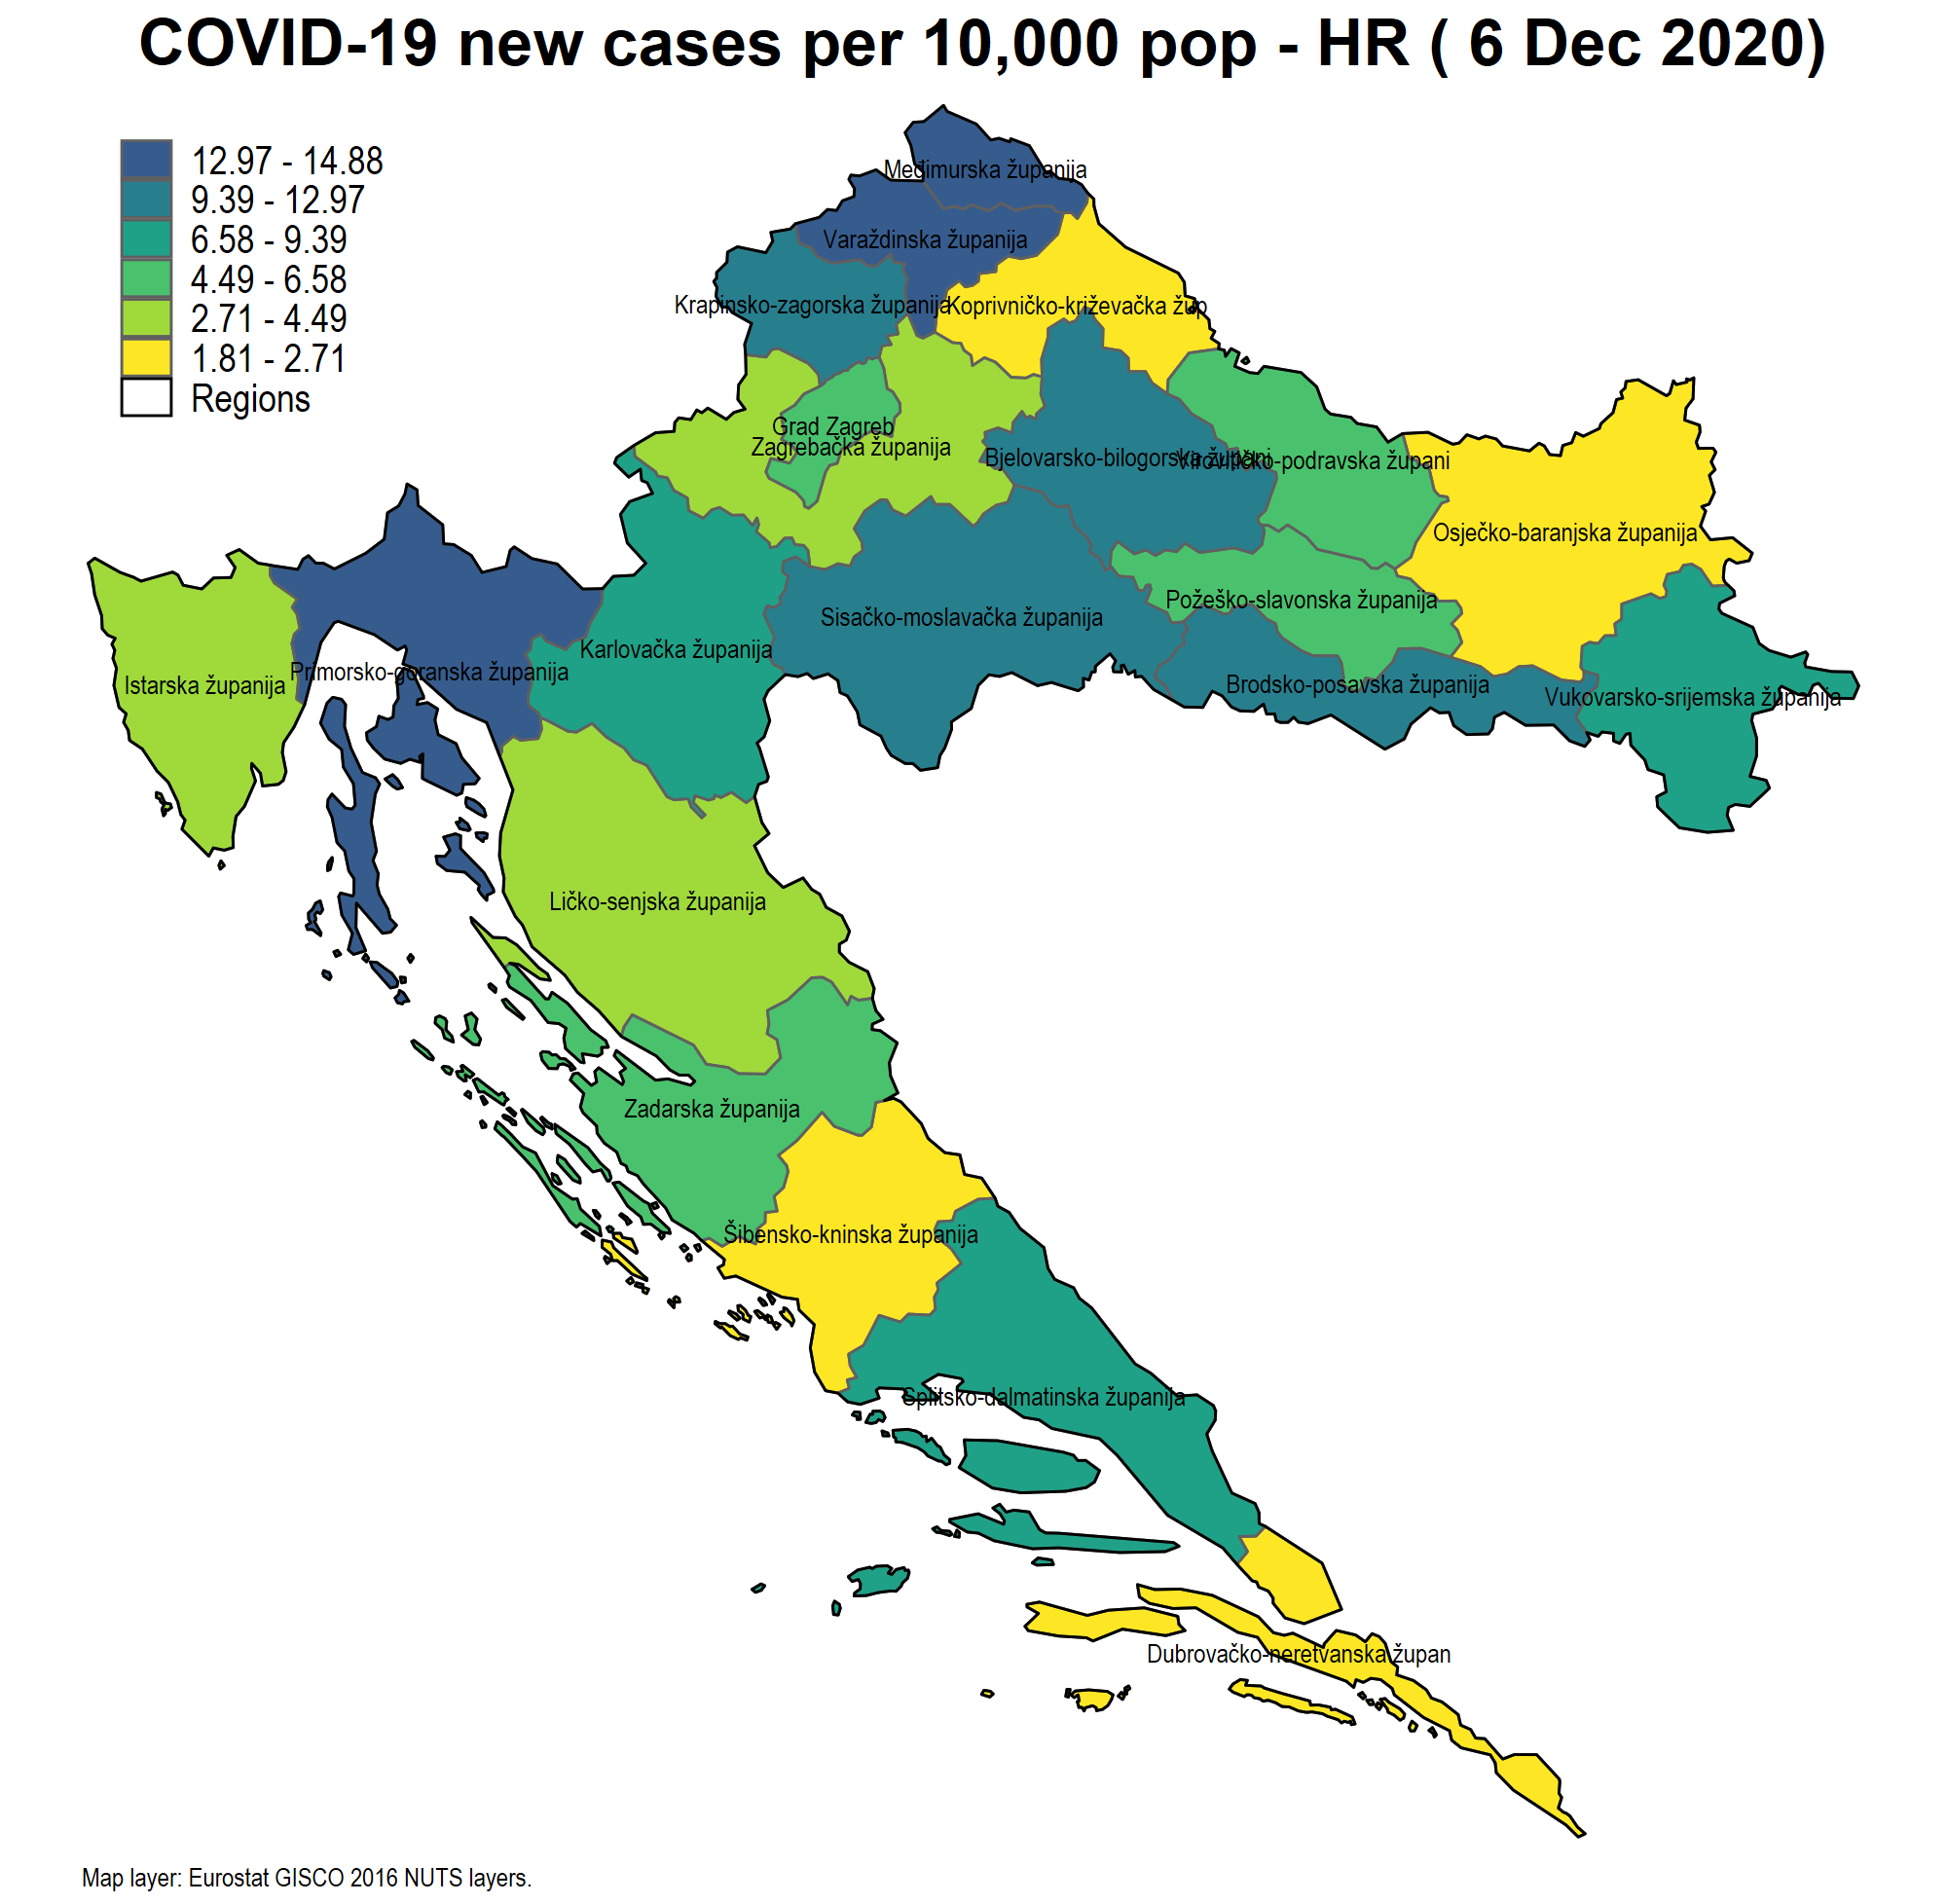 COVID-19 new cases per 10,000 pop - HR ( 6 Dec 2020)
12.97 - 14.88
9.39 - 12.97
6.58 - 9.39
4.49 - 6.58
2.71 - 4.49
1.81 - 2.71
Regions
Međimurska županija
Varaždinska županija
Krapinsko-zagorska županija
Koprivničko-križevačka žup
Grad Zagreb
Zagrebačka županija
Bjelovarsko-bilogorska župani
Virovitičko-podravska župani
Osječko-baranjska županija
Požeško-slavonska županija
Sisačko-moslavačka županija
Karlovačka županija
Primorsko-goranska županija
Istarska županija
Brodsko-posavska županija
Vukovarsko-srijemska županija
Ličko-senjska županija
Zadarska županija
Šibensko-kninska županija
Splitsko-dalmatinska županija
Dubrovačko-neretvanska župan
Map layer: Eurostat GISCO 2016 NUTS layers.